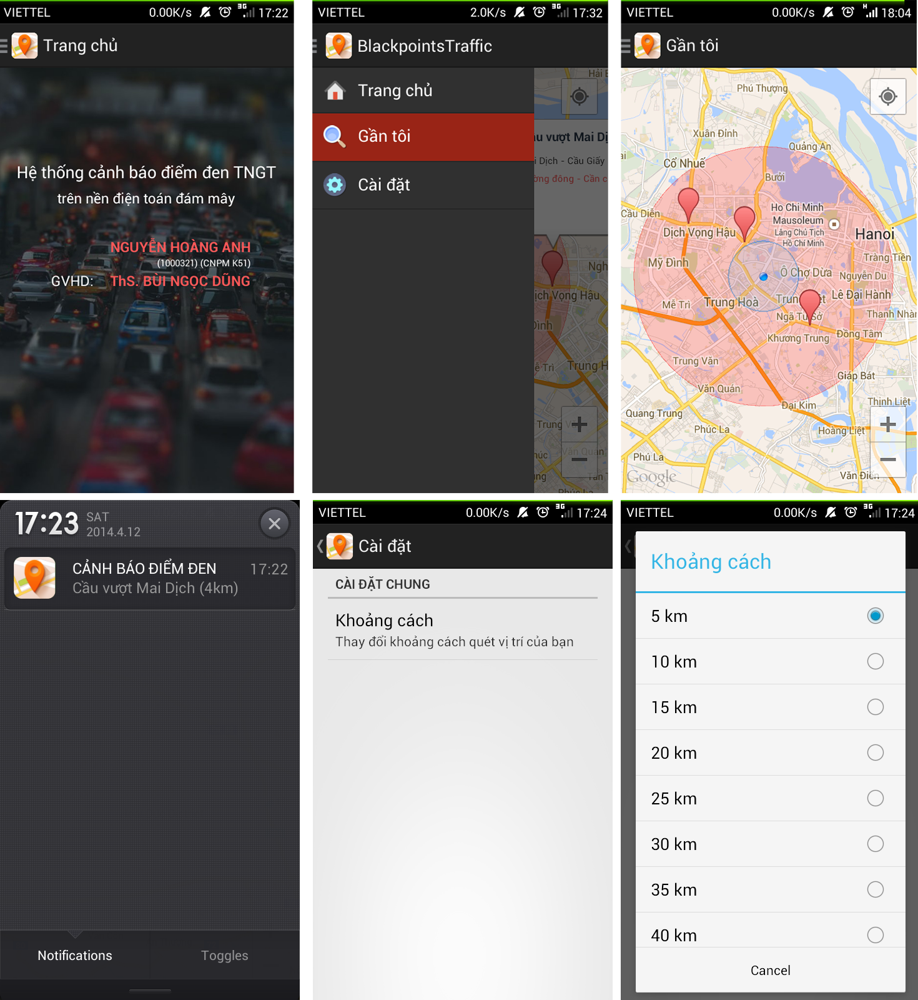 VIETTEL 0.00K/s 3G 17:22
Trang chủ
Hệ thống cảnh báo điểm đen TNGT
trên nền điện toán đám mây
NGUYỄN HOÀNG ANH
(1000321) (CNPM K51)
GVHD: ThS. BÙI NGỌC DŨNG
VIETTEL 2.0K/s 3G 17:32
BlackpointsTraffic
Trang chủ
Gần tôi
Cài đặt
Hải
vượt Mai
Dịch - Cầu Giấy
đông - Cần
Vọng Hậu
Trung
Trung
Văn Quán
Phúc La
VIETTEL 0.00K/s H 18:04
Gần tôi
Phú Thượng
Xuân Đỉnh
Quảng An
Cổ Nhuế
Bưởi
Cầu Diễn
Ho Chi Minh
Mausoleum
Lăng Chủ Tịch
Hồ Chí Minh
Dịch Vọng Hậu
Hanoi
Mỹ Đình
Tràng Tiền
Ô Chợ Dừa
Nguyễn Du
Mễ Trì
Trung Hoà
Lê Đại Hành
Ngã Tư Sở
Thanh
Khương Trung
Đồng Tâm
Trung Văn
Giáp Bát
Văn Quán
Đại Kim
Thịnh Liệt
Quang Trung
Phúc La
Hoàng Liệt
Phú La
Văn Điển
Google
17:23 SAT
2014.4.12
CẢNH BÁO ĐIỂM ĐEN 17:22
Cầu vượt Mai Dịch (4km)
Notifications Toggles
VIETTEL 0.00K/s 3G 17:24
Cài đặt
CÀI ĐẶT CHUNG
Khoảng cách
Thay đổi khoảng cách quét vị trí của bạn
VIETTEL 0.00K/s 3G 17:24
Khoảng cách
5 km
10 km
15 km
20 km
25 km
30 km
35 km
40 km
Cancel